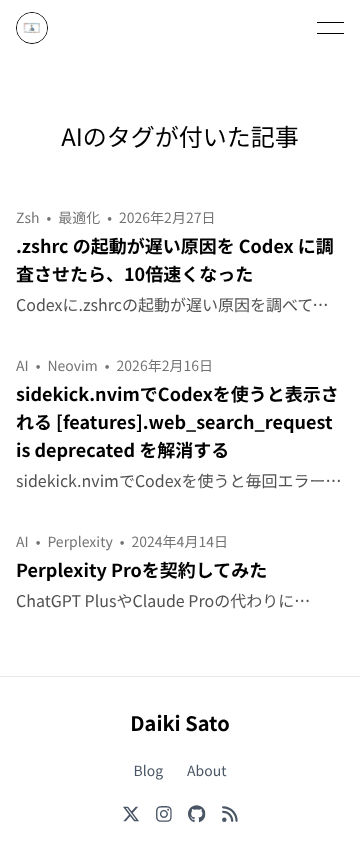 AIのタグが付いた記事
Zsh • 最適化 • 2026年2月27日
.zshrc の起動が遅い原因を Codex に調
査させたら、10倍速くなった
Codexに.zshrcの起動が遅い原因を調べて…
AI • Neovim • 2026年2月16日
sidekick.nvimでCodexを使うと表示さ
れる [features].web_search_request
is deprecated を解消する
sidekick.nvimでCodexを使うと毎回エラー…
AI • Perplexity • 2024年4月14日
Perplexity Proを契約してみた
ChatGPT PlusやClaude Proの代わりに…
Daiki Sato
Blog About